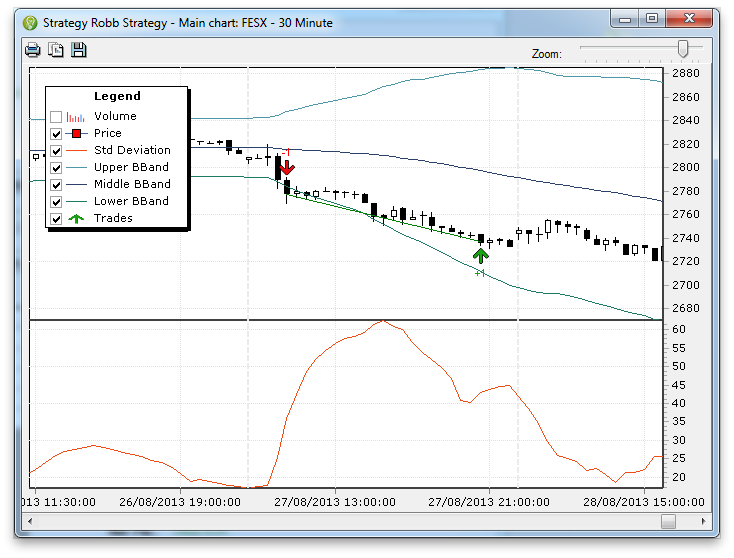 Strategy Robb Strategy - Main chart: FESX - 30 Minute
Zoom:
Legend
Volume
Price
Std Deviation
Upper BBand
Middle BBand
Lower BBand
Trades
-1
+1
2880
2860
2840
2820
2800
2780
2760
2740
2720
2700
2680
60
55
50
45
40
35
30
25
20
013 11:30:00 26/08/2013 19:00:00 27/08/2013 13:00:00 27/08/2013 21:00:00 28/08/2013 15:00:00